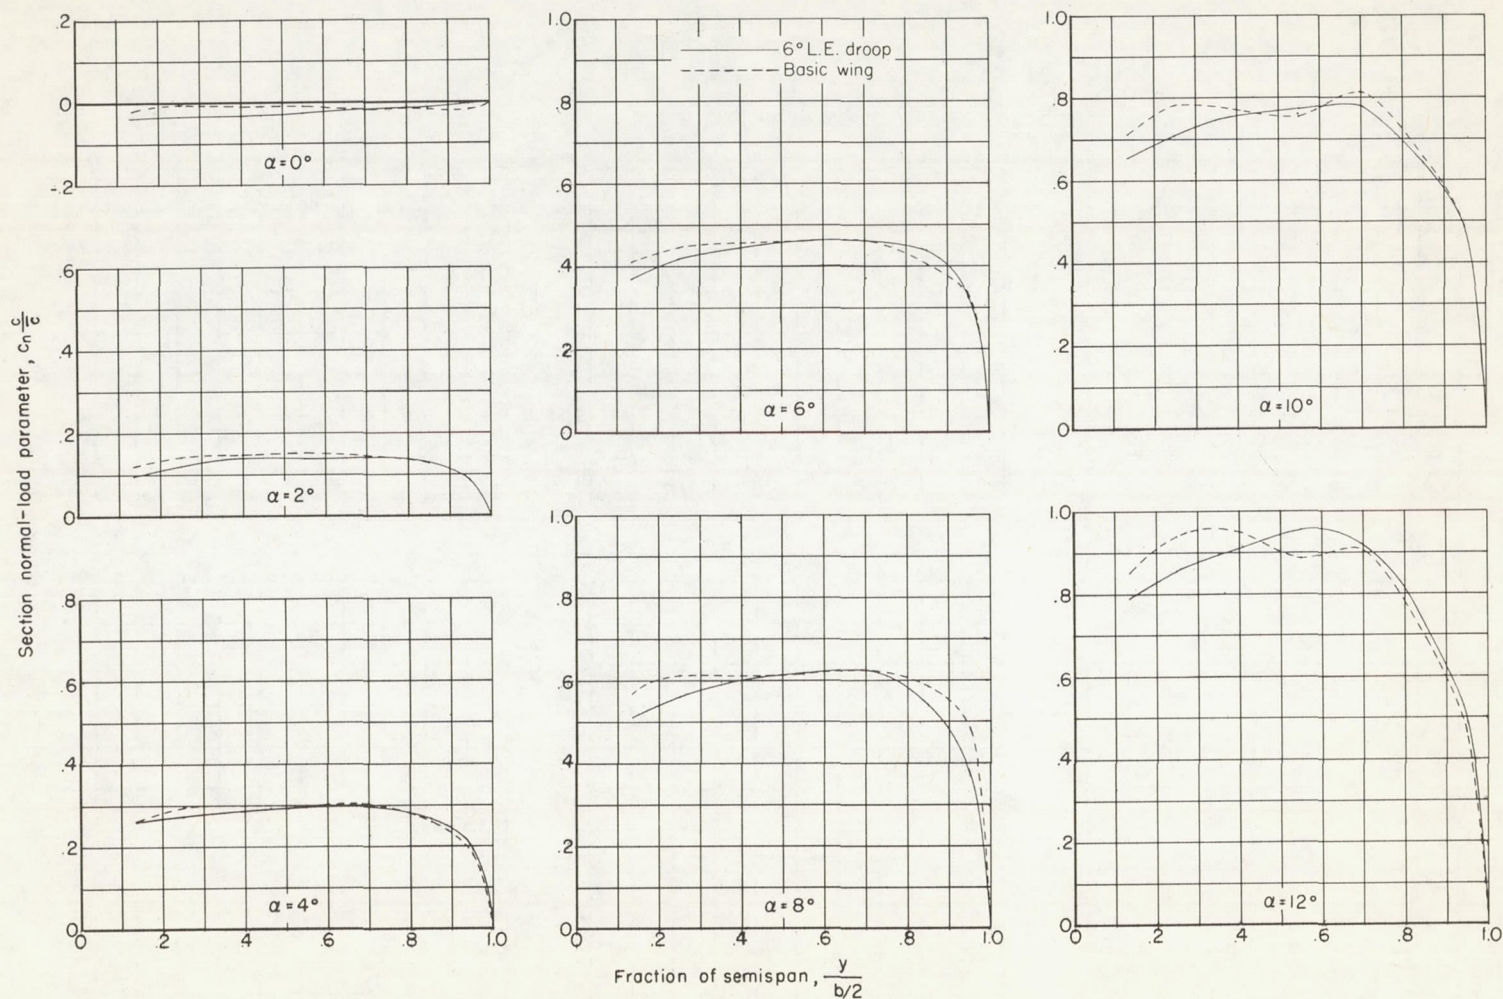 .2
0
-.2
α = 0°
.6
.4
.2
0
α = 2°
.8
.6
.4
.2
0
α = 4°
0 .2 .4 .6 .8 1.0
Section normal-load parameter, cn c/c̄
1.0
.8
.6
.4
.2
0
6° L.E. droop
Basic wing
α = 6°
1.0
.8
.6
.4
.2
0
α = 8°
0 .2 .4 .6 .8 1.0
Fraction of semispan, y
b/2
1.0
.8
.6
.4
.2
0
α = 10°
1.0
.8
.6
.4
.2
0
α = 12°
0 .2 .4 .6 .8 1.0